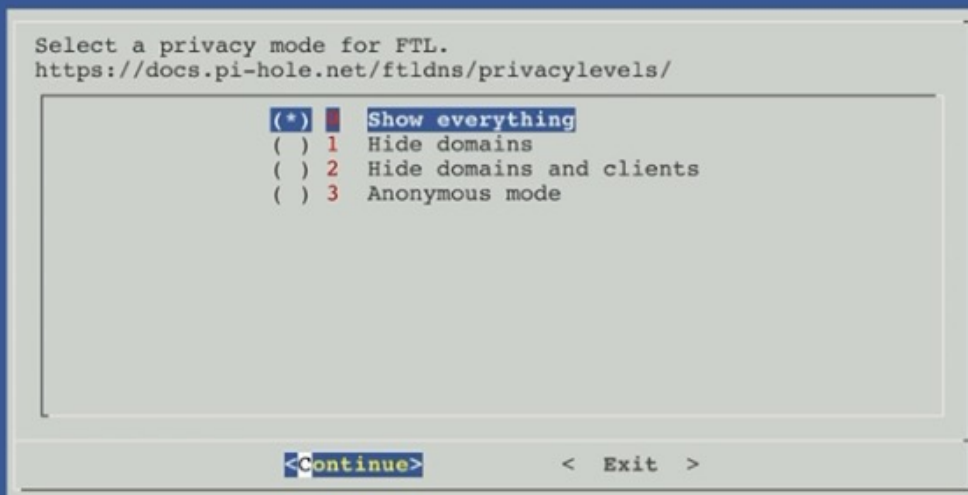 Select a privacy mode for FTL.
https://docs.pi-hole.net/ftldns/privacylevels/
(*) Show everything
( ) 1 Hide domains
( ) 2 Hide domains and clients
( ) 3 Anonymous mode
<Continue> < Exit >